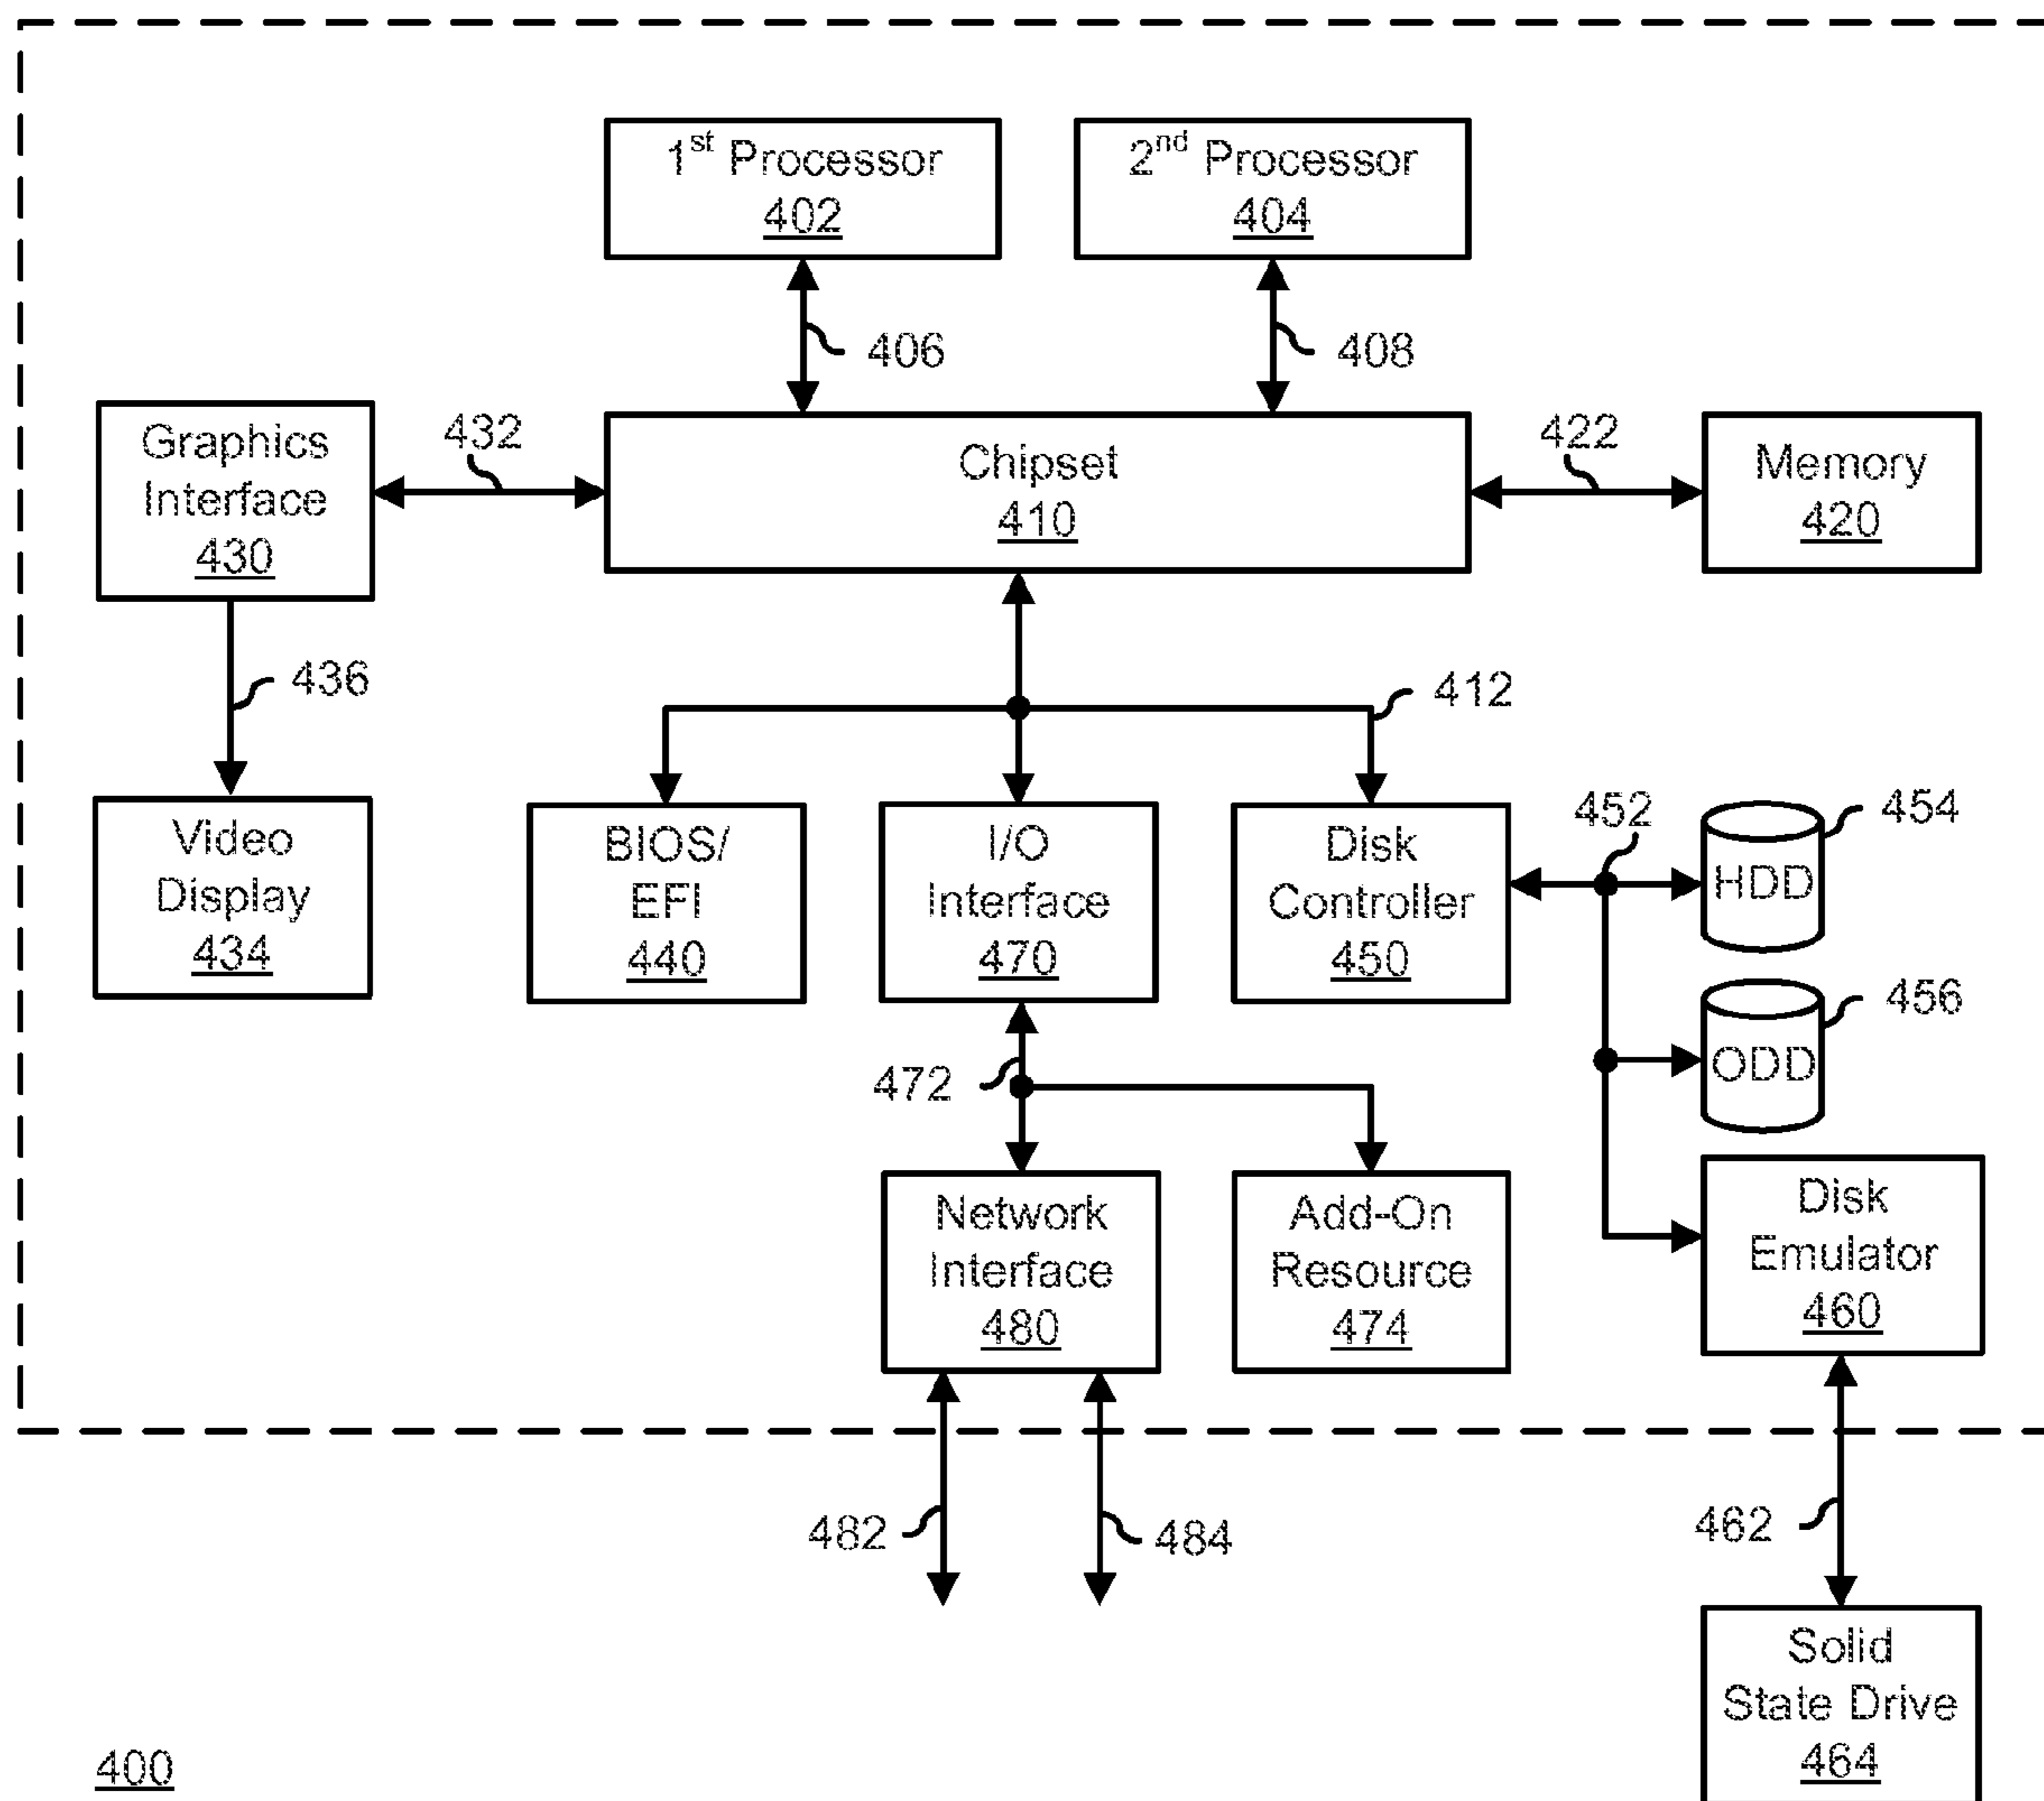 1st Processor
402
2nd Processor
404
406
408
Graphics
Interface
430
432
Chipset
410
422
Memory
420
436
412
Video
Display
434
BIOS/
EFI
440
I/O
Interface
470
Disk
Controller
450
452
454
HDD
456
ODD
472
Network
Interface
480
Add-On
Resource
474
Disk
Emulator
460
482
484
462
Solid
State Drive
464
400